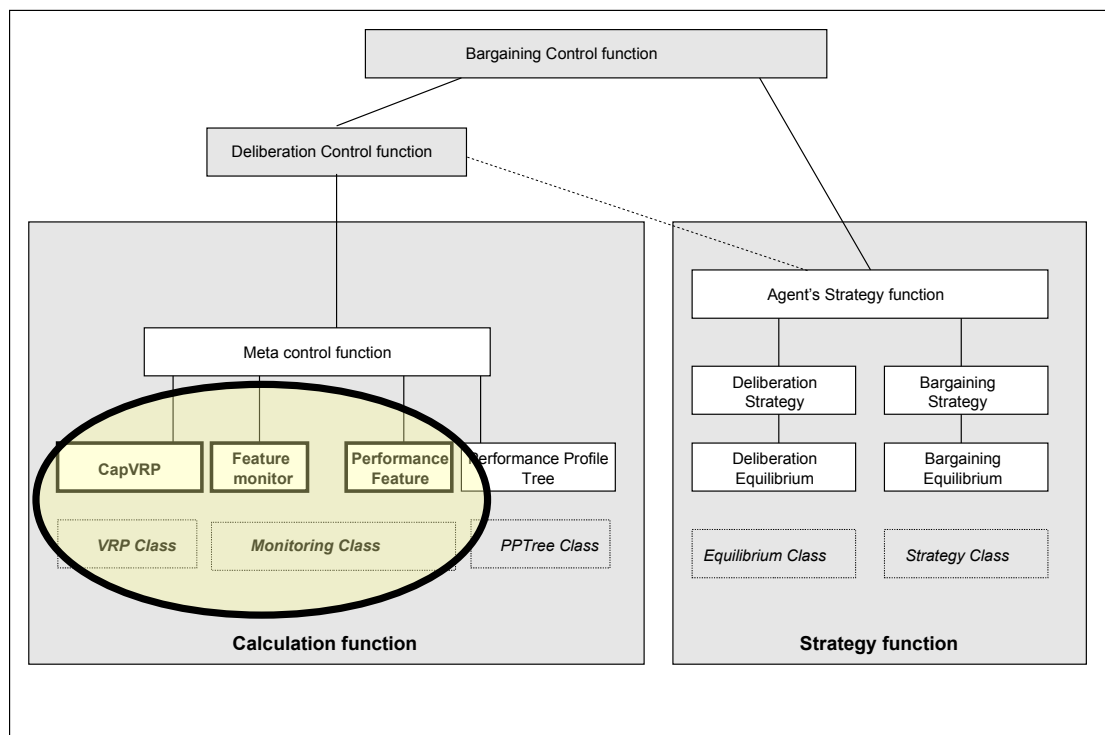 Bargaining Control function
Deliberation Control function
Agent's Strategy function
Meta control function
Deliberation
Strategy
Bargaining
Strategy
CapVRP
Feature
monitor
Performance
Feature
Performance Profile
Tree
Deliberation
Equilibrium
Bargaining
Equilibrium
VRP Class
Monitoring Class
PPTree Class
Equilibrium Class
Strategy Class
Calculation function
Strategy function